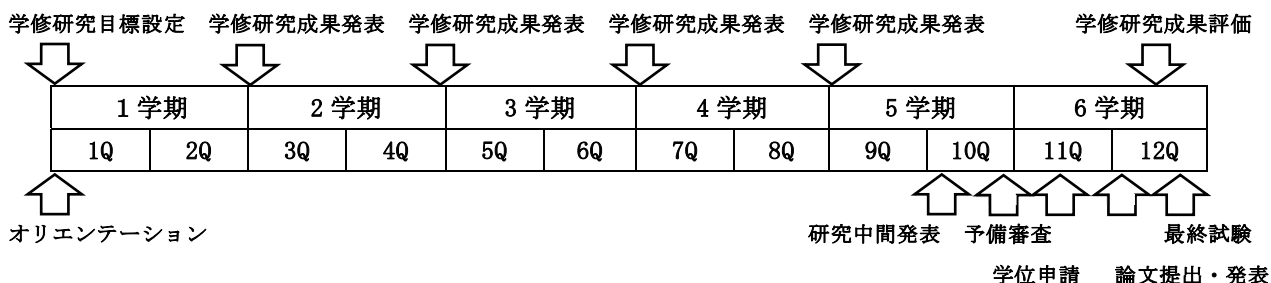 学修研究目標設定 学修研究成果発表 学修研究成果発表 学修研究成果発表 学修研究成果発表 学修研究成果評価
1学期 2学期 3学期 4学期 5学期 6学期
1Q 2Q 3Q 4Q 5Q 6Q 7Q 8Q 9Q 10Q 11Q 12Q
オリエンテーション 研究中間発表 予備審査 最終試験
学位申請 論文提出・発表